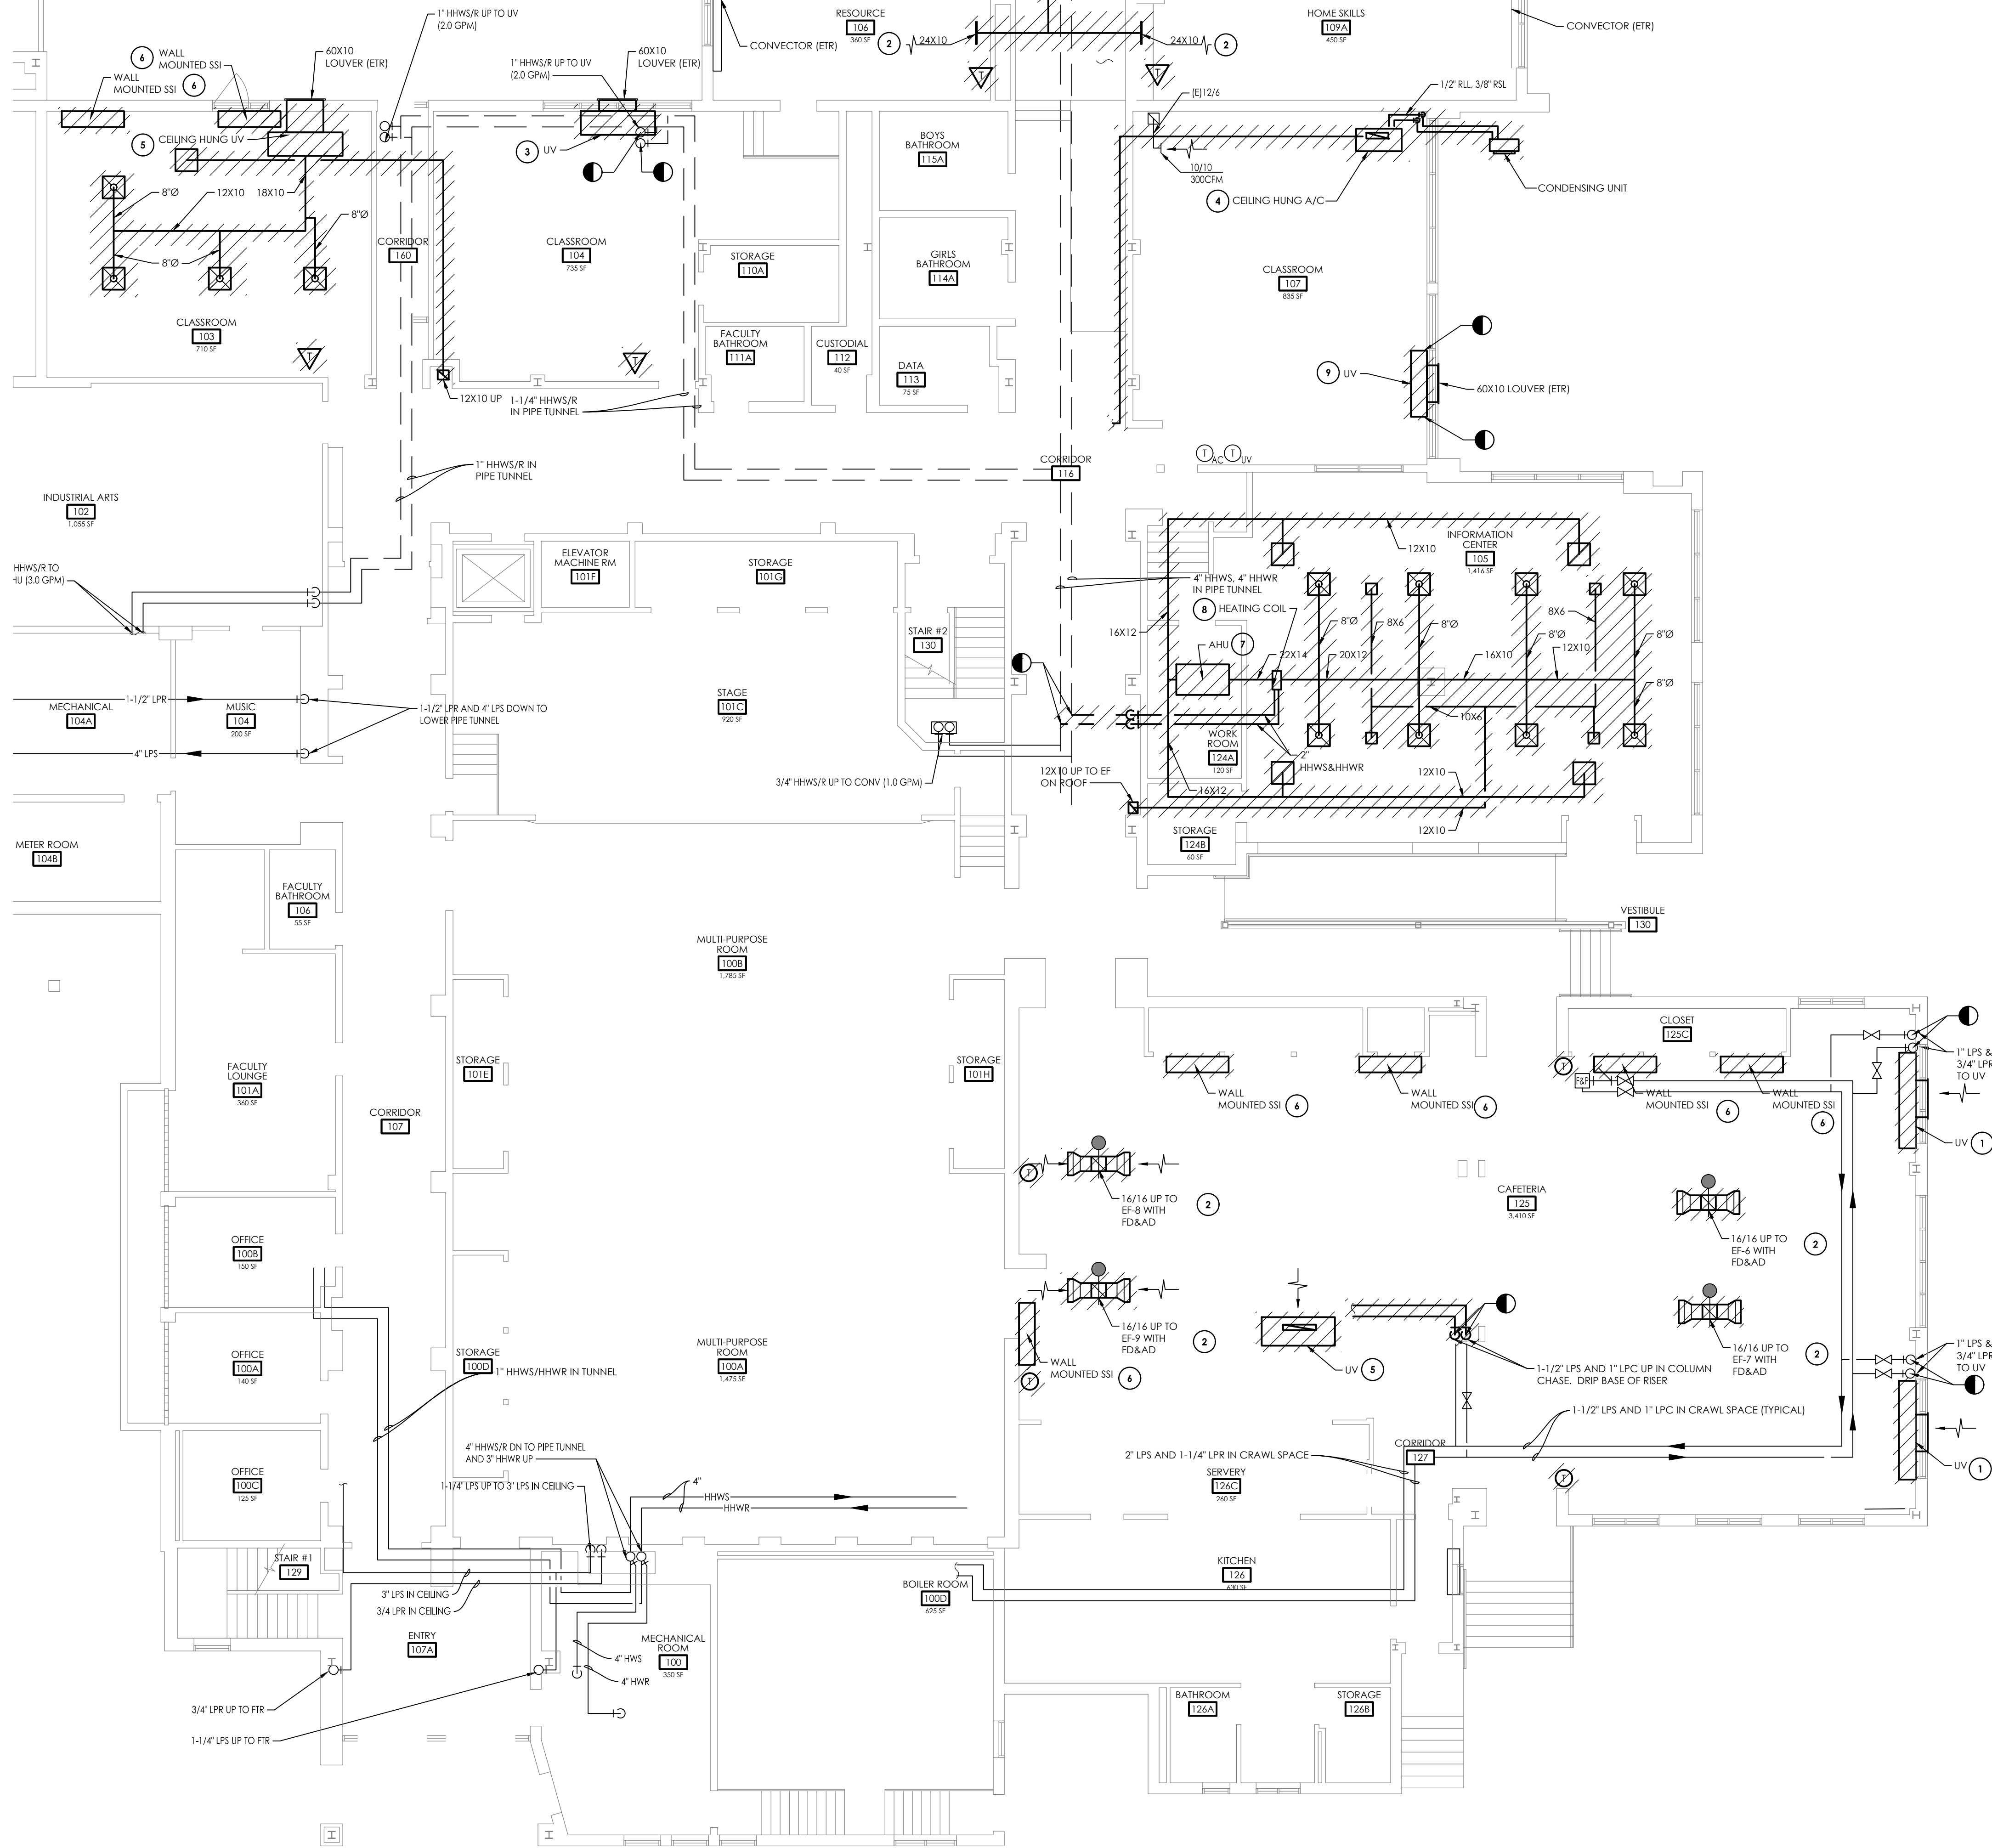 1" HHWS/R UP TO UV
(2.0 GPM)
6
WALL
MOUNTED SSI
60X10
LOUVER (ETR)
WALL
MOUNTED SSI
6
5
CEILING HUNG UV
8"Ø
12X10
18X10
8"Ø
8"Ø
CLASSROOM
103
710 SF
T
CORRIDOR
160
1" HHWS/R UP TO UV
(2.0 GPM)
60X10
LOUVER (ETR)
3
UV
CLASSROOM
104
735 SF
T
12X10 UP
1-1/4" HHWS/R
IN PIPE TUNNEL
1" HHWS/R IN
PIPE TUNNEL
CONVECTOR (ETR)
RESOURCE
106
360 SF
2
24X10
24X10
2
T
T
HOME SKILLS
109A
450 SF
CONVECTOR (ETR)
(E)12/6
1/2" RLL, 3/8" RSL
10/10
300CFM
4
CEILING HUNG A/C
CONDENSING UNIT
BOYS
BATHROOM
115A
GIRLS
BATHROOM
114A
STORAGE
110A
FACULTY
BATHROOM
111A
CUSTODIAL
112
40 SF
DATA
113
75 SF
CLASSROOM
107
835 SF
9
UV
60X10 LOUVER (ETR)
T
AC
T
UV
CORRIDOR
116
INDUSTRIAL ARTS
102
1,055 SF
HHWS/R TO
HU (3.0 GPM)
ELEVATOR
MACHINE RM
101F
STORAGE
101G
STAIR #2
130
4" HHWS, 4" HHWR
IN PIPE TUNNEL
12X10
INFORMATION
CENTER
105
1,416 SF
8
HEATING COIL
16X12
AHU
7
22X14
8"Ø
20X12
8X6
8"Ø
16X10
8"Ø
12X10
8X6
8"Ø
8"Ø
10X6
WORK
ROOM
124A
120 SF
2"
HHWS&HHWR
16X12
12X10
12X10
12X10 UP TO EF
ON ROOF
STORAGE
124B
60 SF
1-1/2" LPR
MECHANICAL
104A
MUSIC
104
200 SF
4" LPS
1-1/2" LPR AND 4" LPS DOWN TO
LOWER PIPE TUNNEL
STAGE
101C
920 SF
3/4" HHWS/R UP TO CONV (1.0 GPM)
METER ROOM
104B
FACULTY
BATHROOM
106
55 SF
MULTI-PURPOSE
ROOM
100B
1,785 SF
VESTIBULE
130
FACULTY
LOUNGE
101A
360 SF
CORRIDOR
107
STORAGE
101E
STORAGE
101H
WALL
MOUNTED SSI
6
WALL
MOUNTED SSI
6
CLOSET
125C
T
F&P
WALL
MOUNTED SSI
6
WALL
MOUNTED SSI
6
1" LPS &
3/4" LPR
TO UV
UV
1
T
16/16 UP TO
EF-8 WITH
FD&AD
2
CAFETERIA
125
3,410 SF
16/16 UP TO
EF-6 WITH
FD&AD
2
OFFICE
100B
150 SF
16/16 UP TO
EF-9 WITH
FD&AD
2
WALL
MOUNTED SSI
6
T
UV
5
1-1/2" LPS AND 1" LPC UP IN COLUMN
CHASE. DRIP BASE OF RISER
16/16 UP TO
EF-7 WITH
FD&AD
2
1" LPS &
3/4" LPR
TO UV
UV
1
OFFICE
100A
140 SF
STORAGE
100D
1" HHWS/HHWR IN TUNNEL
MULTI-PURPOSE
ROOM
100A
1,475 SF
1-1/2" LPS AND 1" LPC IN CRAWL SPACE (TYPICAL)
2" LPS AND 1-1/4" LPR IN CRAWL SPACE
CORRIDOR
127
T
SERVERY
126C
260 SF
OFFICE
100C
125 SF
4" HHWS/R DN TO PIPE TUNNEL
AND 3" HHWR UP
1-1/4" LPS UP TO 3" LPS IN CEILING
4"
HHWS
HHWR
STAIR #1
129
3" LPS IN CEILING
3/4 LPR IN CEILING
BOILER ROOM
100D
625 SF
KITCHEN
126
630 SF
ENTRY
107A
MECHANICAL
ROOM
100
350 SF
4" HWS
4" HWR
3/4" LPR UP TO FTR
1-1/4" LPS UP TO FTR
BATHROOM
126A
STORAGE
126B